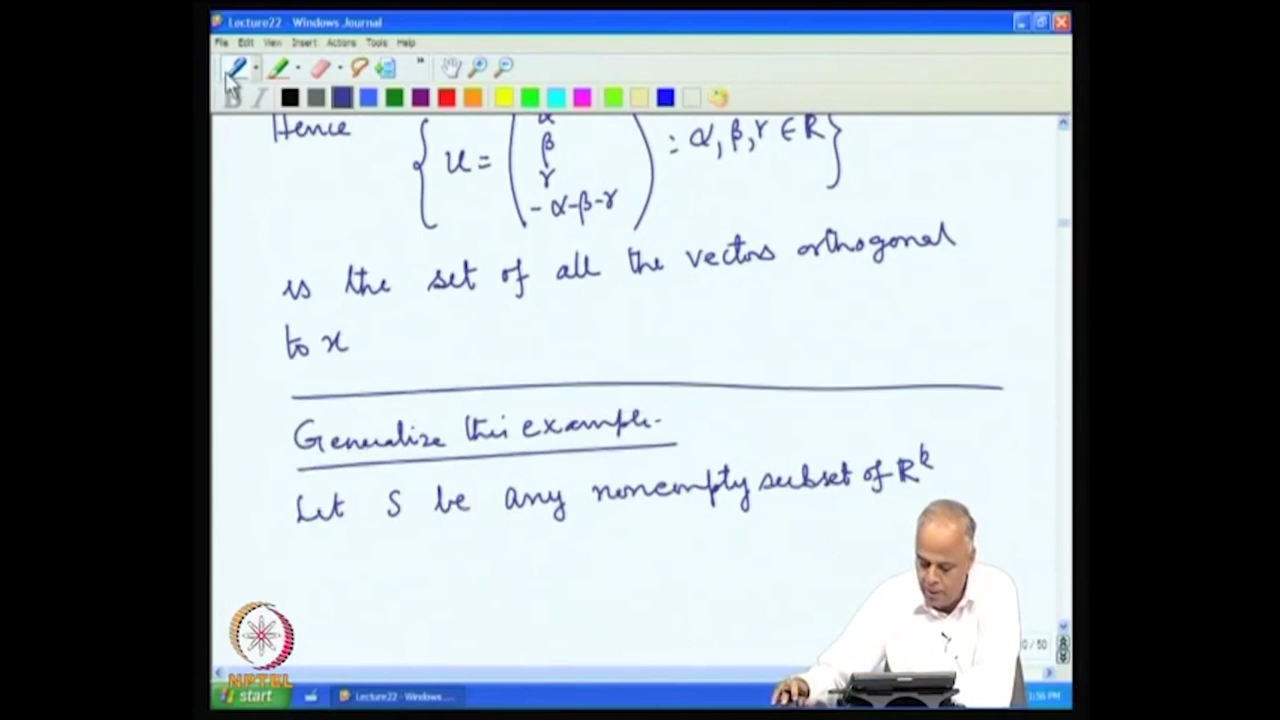 Lecture22 - Windows Journal
File Edit View Insert Actions Tools Help
B I
Hence { u = ( α β γ -α-β-γ ) : α, β, γ ∈ R }
is the set of all the vectors orthogonal
to x
Generalize this example.
Let S be any nonempty subset of R^k
NPTEL
start Lecture22 - Windows ....